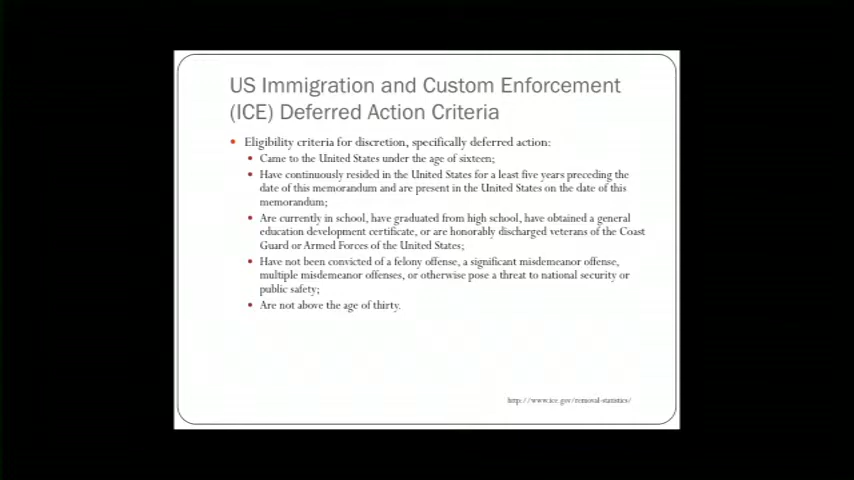 US Immigration and Custom Enforcement
(ICE) Deferred Action Criteria
• Eligibility criteria for discretion, specifically deferred action:
• Came to the United States under the age of sixteen;
• Have continuously resided in the United States for a least five years preceding the
date of this memorandum and are present in the United States on the date of this
memorandum;
• Are currently in school, have graduated from high school, have obtained a general
education development certificate, or are honorably discharged veterans of the Coast
Guard or Armed Forces of the United States;
• Have not been convicted of a felony offense, a significant misdemeanor offense,
multiple misdemeanor offenses, or otherwise pose a threat to national security or
public safety;
• Are not above the age of thirty.
http://www.ice.gov/removal-statistics/